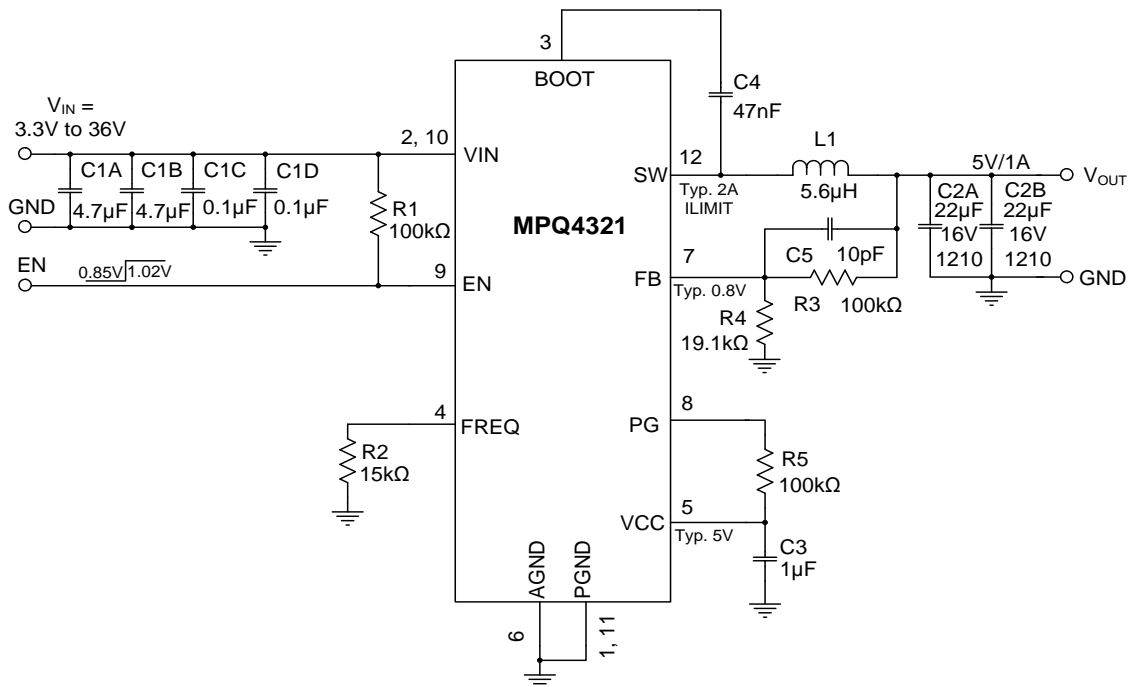 3
BOOT
C4
47nF
VIN =
3.3V to 36V
2, 10
VIN
C1A
C1B
C1C
C1D
4.7µF
4.7µF
0.1µF
0.1µF
GND
R1
100kΩ
MPQ4321
12
SW
Typ. 2A
ILIMIT
L1
5.6µH
5V/1A
VOUT
C2A
22µF
16V
1210
C2B
22µF
16V
1210
GND
EN
0.85V
1.02V
9
EN
7
FB
Typ. 0.8V
C5
10pF
R3
100kΩ
R4
19.1kΩ
4
FREQ
R2
15kΩ
8
PG
R5
100kΩ
5
VCC
Typ. 5V
C3
1µF
AGND
PGND
6
1, 11